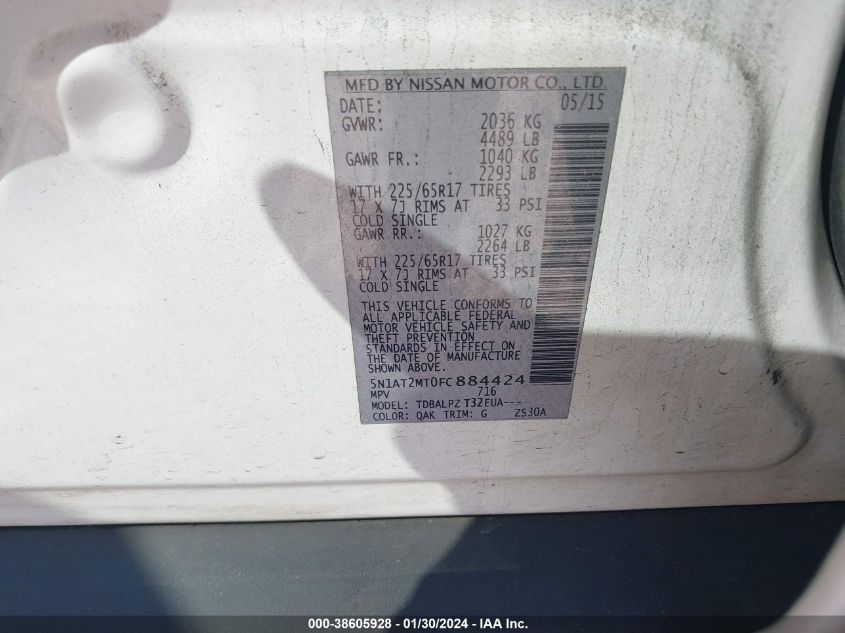 MFD BY NISSAN MOTOR CO., LTD.
DATE: 05/15
GVWR: 2036 KG
4489 LB
GAWR FR.: 1040 KG
2293 LB
WITH 225/65R17 TIRES
17 X 7J RIMS AT 33 PSI
COLD SINGLE
GAWR RR.: 1027 KG
2264 LB
WITH 225/65R17 TIRES
17 X 7J RIMS AT 33 PSI
COLD SINGLE
THIS VEHICLE CONFORMS TO
ALL APPLICABLE FEDERAL
MOTOR VEHICLE SAFETY AND
THEFT PREVENTION
STANDARDS IN EFFECT ON
THE DATE OF MANUFACTURE
SHOWN ABOVE.
5N1AT2MT0FC884424
MPV 716
MODEL: TDBALPZ T32EUA---
COLOR: QAK TRIM: G ZS30A
000-38605928 - 01/30/2024 - IAA Inc.